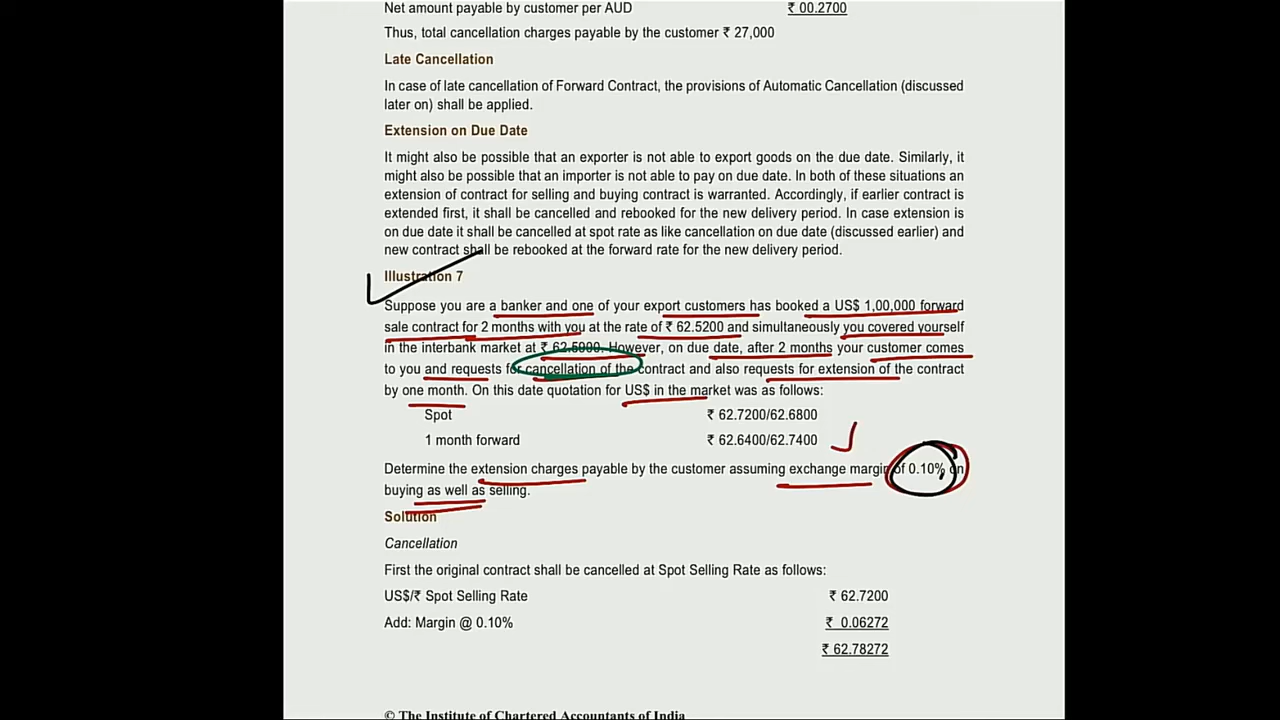 Net amount payable by customer per AUD ₹ 00.2700
Thus, total cancellation charges payable by the customer ₹ 27,000
Late Cancellation
In case of late cancellation of Forward Contract, the provisions of Automatic Cancellation (discussed
later on) shall be applied.
Extension on Due Date
It might also be possible that an exporter is not able to export goods on the due date. Similarly, it
might also be possible that an importer is not able to pay on due date. In both of these situations an
extension of contract for selling and buying contract is warranted. Accordingly, if earlier contract is
extended first, it shall be cancelled and rebooked for the new delivery period. In case extension is
on due date it shall be cancelled at spot rate as like cancellation on due date (discussed earlier) and
new contract shall be rebooked at the forward rate for the new delivery period.
Illustration 7
Suppose you are a banker and one of your export customers has booked a US$ 1,00,000 forward
sale contract for 2 months with you at the rate of ₹ 62.5200 and simultaneously you covered yourself
in the interbank market at ₹ 62.5900. However, on due date, after 2 months your customer comes
to you and requests for cancellation of the contract and also requests for extension of the contract
by one month. On this date quotation for US$ in the market was as follows:
Spot ₹ 62.7200/62.6800
1 month forward ₹ 62.6400/62.7400
Determine the extension charges payable by the customer assuming exchange margin of 0.10% on
buying as well as selling.
Solution
Cancellation
First the original contract shall be cancelled at Spot Selling Rate as follows:
US$/₹ Spot Selling Rate ₹ 62.7200
Add: Margin @ 0.10% ₹ 0.06272
₹ 62.78272
© The Institute of Chartered Accountants of India